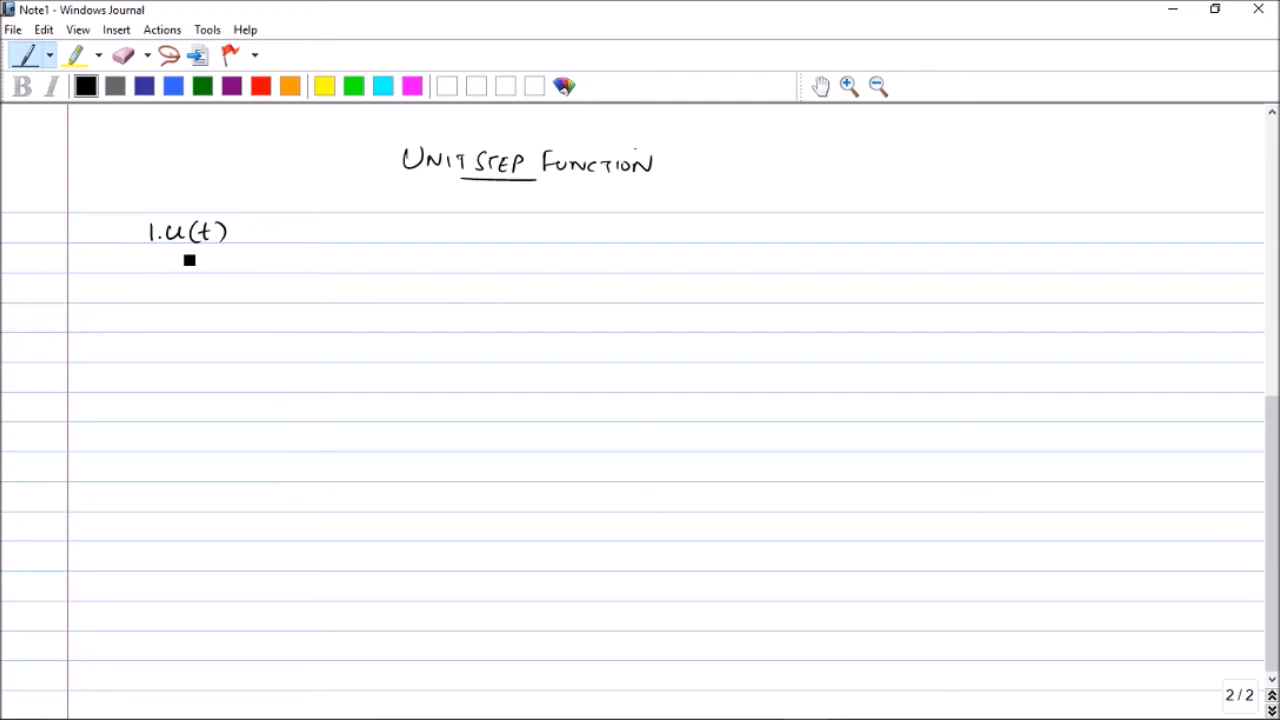 Note1 - Windows Journal
File Edit View Insert Actions Tools Help
B I
UNIT STEP FUNCTION
1. u(t)
2 / 2